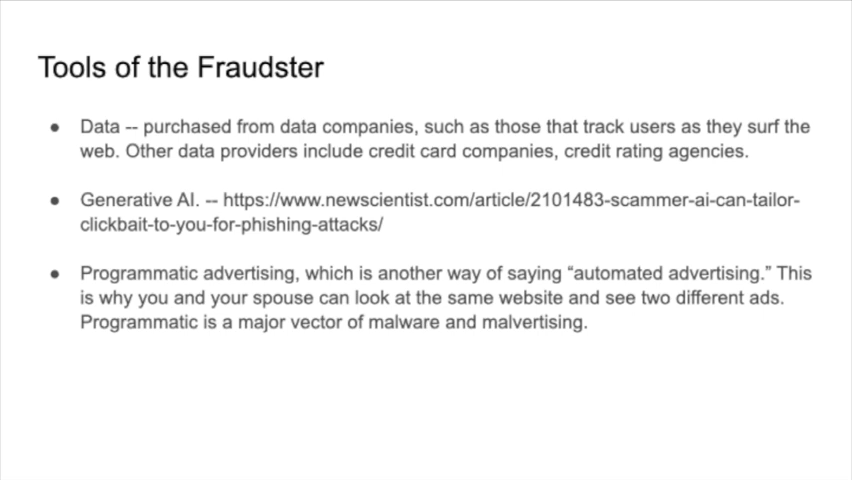 Tools of the Fraudster
● Data -- purchased from data companies, such as those that track users as they surf the
web. Other data providers include credit card companies, credit rating agencies.
● Generative AI. -- https://www.newscientist.com/article/2101483-scammer-ai-can-tailor-
clickbait-to-you-for-phishing-attacks/
● Programmatic advertising, which is another way of saying “automated advertising.” This
is why you and your spouse can look at the same website and see two different ads.
Programmatic is a major vector of malware and malvertising.